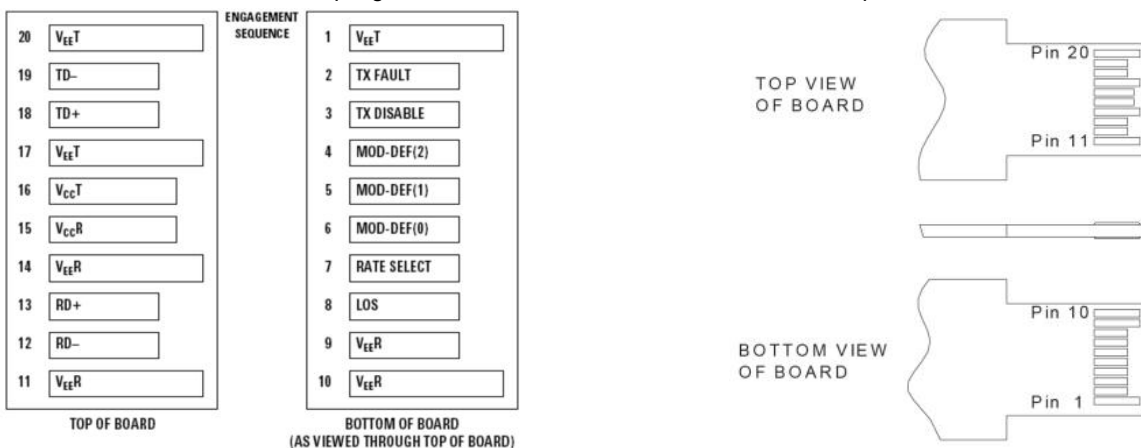 ENGAGEMENT
SEQUENCE
20 VEET
19 TD–
18 TD+
17 VEET
16 VCCT
15 VCCR
14 VEER
13 RD+
12 RD–
11 VEER
TOP OF BOARD
1 VEET
2 TX FAULT
3 TX DISABLE
4 MOD-DEF(2)
5 MOD-DEF(1)
6 MOD-DEF(0)
7 RATE SELECT
8 LOS
9 VEER
10 VEER
BOTTOM OF BOARD
(AS VIEWED THROUGH TOP OF BOARD)
TOP VIEW
OF BOARD
Pin 20
Pin 11
BOTTOM VIEW
OF BOARD
Pin 10
Pin 1